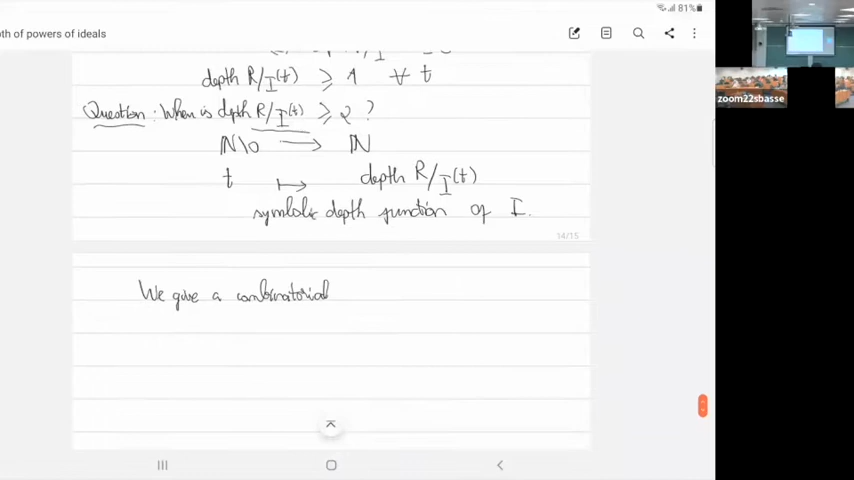 81%
th of powers of ideals
depth R/I^(t) ⩾ 1 ∀ t
Question: When is depth R/I^(t) ⩾ 2 ?
ℕ\0 → ℕ
t ↦ depth R/I^(t)
symbolic depth function of I.
14/15
We give a combinatorial
zoom22sbasse